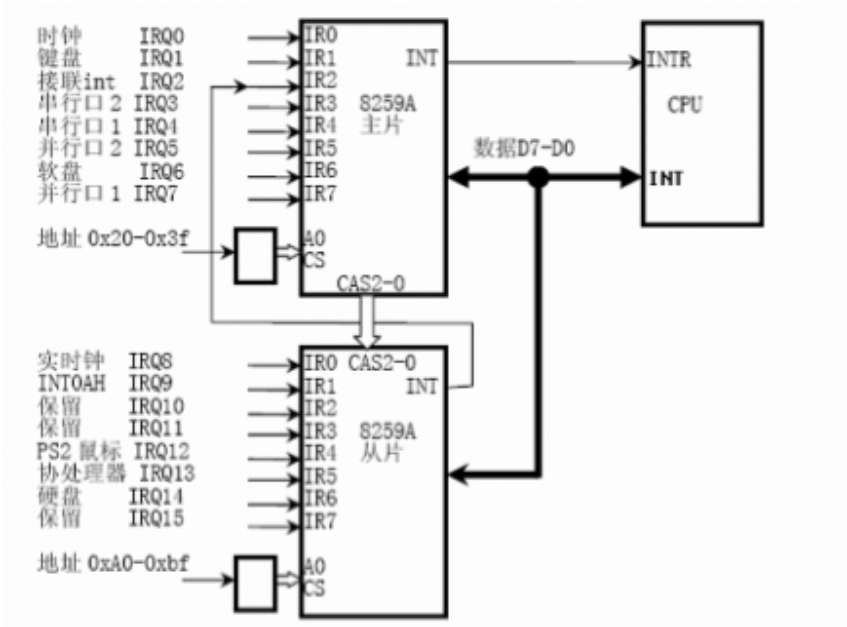 时钟 IRQ0
键盘 IRQ1
接联int IRQ2
串行口 2 IRQ3
串行口 1 IRQ4
并行口 2 IRQ5
软盘 IRQ6
并行口 1 IRQ7
地址 0x20-0x3f
IR0
IR1
IR2
IR3
IR4
IR5
IR6
IR7
A0
CS
INT
8259A
主片
CAS2-0
INTR
CPU
INT
数据D7-D0
实时钟 IRQ8
INT0AH IRQ9
保留 IRQ10
保留 IRQ11
PS2 鼠标 IRQ12
协处理器 IRQ13
硬盘 IRQ14
保留 IRQ15
地址 0xA0-0xbf
IR0 CAS2-0
IR1
IR2
IR3
IR4
IR5
IR6
IR7
A0
CS
INT
8259A
从片